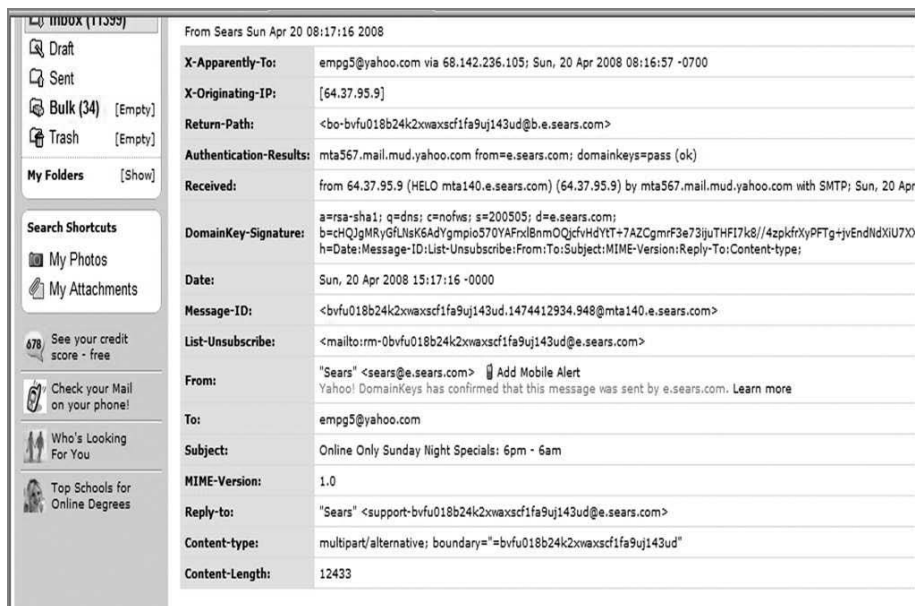 Inbox (11399)
Draft
Sent
Bulk (34) [Empty]
Trash [Empty]
My Folders [Show]
Search Shortcuts
My Photos
My Attachments
678 See your credit
score - free
Check your Mail
on your phone!
Who's Looking
For You
Top Schools for
Online Degrees
From Sears Sun Apr 20 08:17:16 2008
X-Apparently-To: empg5@yahoo.com via 68.142.236.105; Sun, 20 Apr 2008 08:16:57 -0700
X-Originating-IP: [64.37.95.9]
Return-Path: <bo-bvfu018b24k2xwaxscf1fa9uj143ud@b.e.sears.com>
Authentication-Results: mta567.mail.mud.yahoo.com from=e.sears.com; domainkeys=pass (ok)
Received: from 64.37.95.9 (HELO mta140.e.sears.com) (64.37.95.9) by mta567.mail.mud.yahoo.com with SMTP; Sun, 20 Apr
a=rsa-sha1; q=dns; c=nofws; s=200505; d=e.sears.com;
DomainKey-Signature: b=cHQJgMRyGfLNsK6AdYgmpio570YAFrxlBnmOQjcfvHdYtT+7AZCgmrF3e73ijuTHFI7k8//4zpkfrXyPFTg+jvEndNdXiU7XX
h=Date:Message-ID:List-Unsubscribe:From:To:Subject:MIME-Version:Reply-To:Content-type;
Date: Sun, 20 Apr 2008 15:17:16 -0000
Message-ID: <bvfu018b24k2xwaxscf1fa9uj143ud.1474412934.948@mta140.e.sears.com>
List-Unsubscribe: <mailto:rm-0bvfu018b24k2xwaxscf1fa9uj143ud@e.sears.com>
From: "Sears" <sears@e.sears.com> Add Mobile Alert
Yahoo! DomainKeys has confirmed that this message was sent by e.sears.com. Learn more
To: empg5@yahoo.com
Subject: Online Only Sunday Night Specials: 6pm - 6am
MIME-Version: 1.0
Reply-to: "Sears" <support-bvfu018b24k2xwaxscf1fa9uj143ud@e.sears.com>
Content-type: multipart/alternative; boundary="=bvfu018b24k2xwaxscf1fa9uj143ud"
Content-Length: 12433